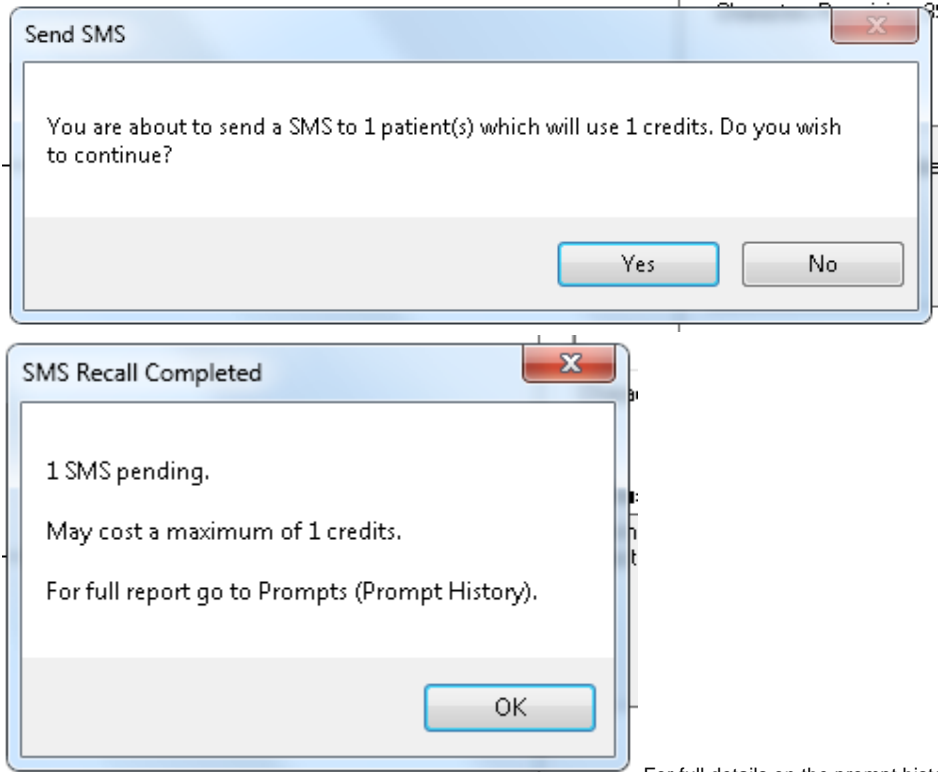 Send SMS
You are about to send a SMS to 1 patient(s) which will use 1 credits. Do you wish
to continue?
Yes
No
SMS Recall Completed
1 SMS pending.
May cost a maximum of 1 credits.
For full report go to Prompts (Prompt History).
OK